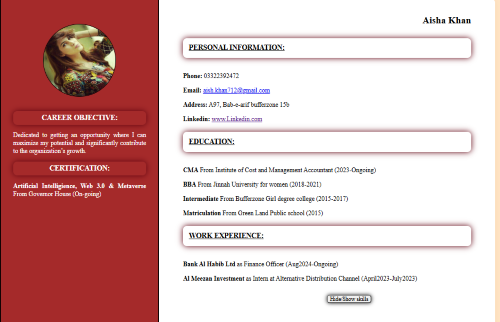 Aisha Khan
CAREER OBJECTIVE:
Dedicated to getting an opportunity where I can
maximize my potential and significantly contribute
to the organization's growth.
CERTIFICATION:
Artificial Intelligience, Web 3.0 & Metaverse
From Governor House (On-going)
PERSONAL INFORMATION:
Phone: 03322392472
Email: aish.khan712@gmail.com
Address: A97, Bab-e-arif bufferzone 15b
Linkedin: www.Linkedin.com
EDUCATION:
CMA From Institute of Cost and Management Accountant (2023-Ongoing)
BBA From Jinnah University for women (2018-2021)
Intermediate From Bufferzone Girl degree college (2015-2017)
Matriculation From Green Land Public school (2015)
WORK EXPERIENCE:
Bank Al Habib Ltd as Finance Officer (Aug2024-Ongoing)
Al Meezan Investment as Intern at Alternative Distribution Channel (April2023-July2023)
Hide/Show skills